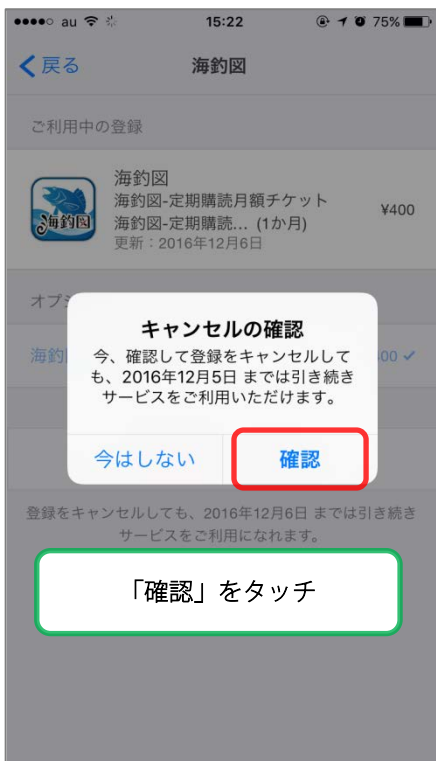 au 15:22 75%
戻る 海釣図
ご利用中の登録
海釣図
海釣図-定期購読月額チケット
海釣図-定期購読... (1か月)
¥400
更新：2016年12月6日
海釣図
オプシ
キャンセルの確認
海釣 00
今、確認して登録をキャンセルして
も、2016年12月5日 までは引き続き
サービスをご利用いただけます。
今はしない 確認
登録をキャンセルしても、2016年12月6日 までは引き続き
サービスをご利用になれます。
「確認」をタッチ